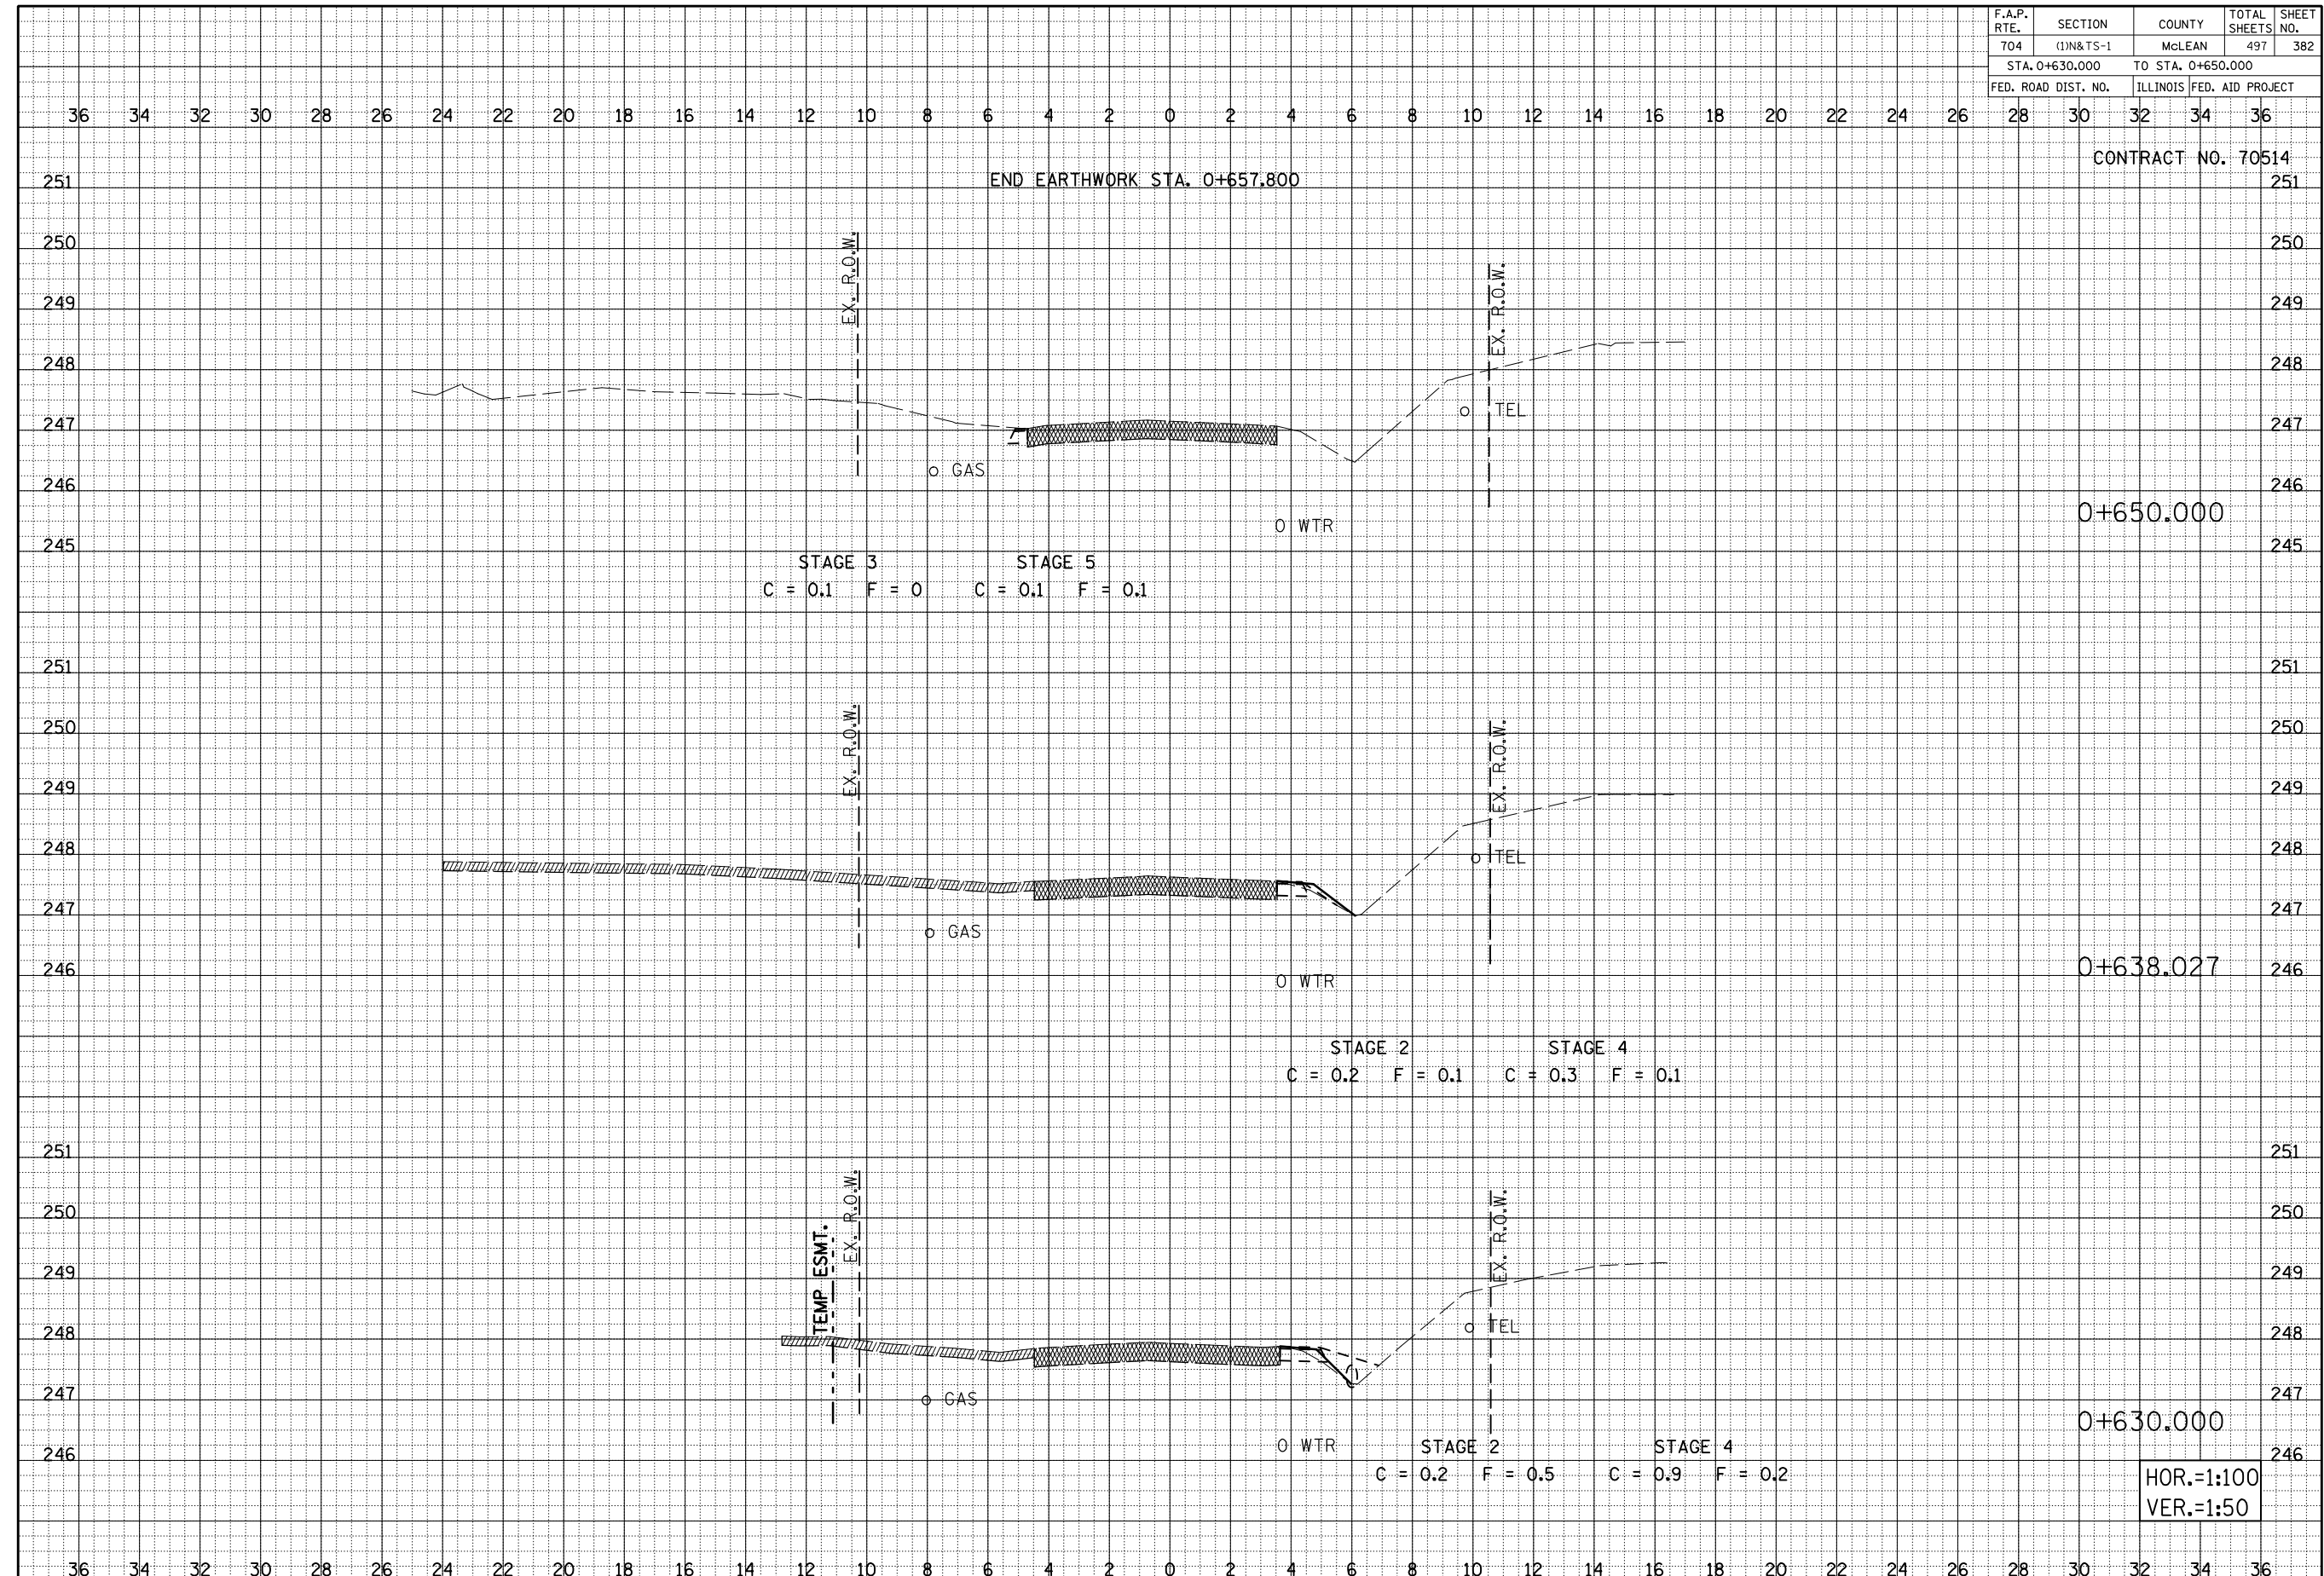 F.A.P. RTE. SECTION COUNTY TOTAL SHEETS SHEET NO.
704 (1)N&TS-1 McLEAN 497 382
STA. 0+630.000 TO STA. 0+650.000
FED. ROAD DIST. NO. ILLINOIS FED. AID PROJECT
36 34 32 30 28 26 24 22 20 18 16 14 12 10 8 6 4 2 0 2 4 6 8 10 12 14 16 18 20 22 24 26 28 30 32 34 36
CONTRACT NO. 70514
END EARTHWORK STA. 0+657.800
251 251
250 250
EX. R.O.W. EX. R.O.W.
249 249
248 248
TEL
247 247
GAS
246 246
0+650.000
WTR
245 245
STAGE 3 STAGE 5
C = 0.1 F = 0 C = 0.1 F = 0.1
251 251
250 250
EX. R.O.W. EX. R.O.W.
249 249
248 248
TEL
247 247
GAS
246 0+638.027 246
WTR
STAGE 2 STAGE 4
C = 0.2 F = 0.1 C = 0.3 F = 0.1
251 251
250 250
TEMP ESMT. EX. R.O.W. EX. R.O.W.
249 249
248 248
TEL
247 247
GAS
0+630.000
WTR STAGE 2 STAGE 4
246 246
C = 0.2 F = 0.5 C = 0.9 F = 0.2
HOR.=1:100
VER.=1:50
36 34 32 30 28 26 24 22 20 18 16 14 12 10 8 6 4 2 0 2 4 6 8 10 12 14 16 18 20 22 24 26 28 30 32 34 36